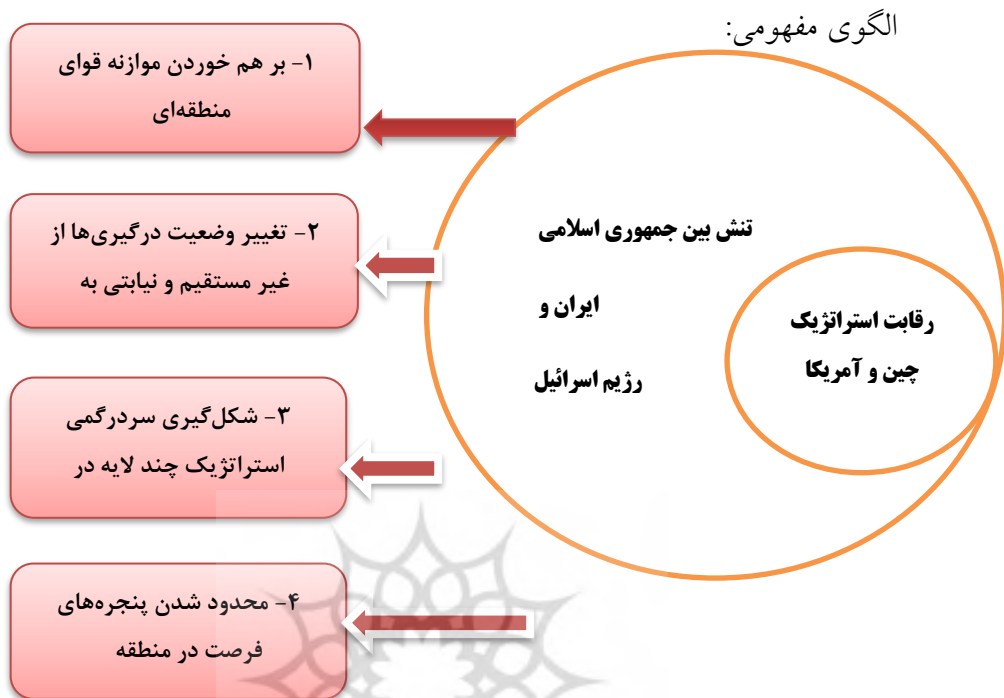 الگوی مفهومی:
۱- بر هم خوردن موازنه قوای
منطقه‌ای
۲- تغییر وضعیت درگیری‌ها از
غیر مستقیم و نیابتی به
۳- شکل‌گیری سردرگمی
استراتژیک چند لایه در
۴- محدود شدن پنجره‌های
فرصت در منطقه
تنش بین جمهوری اسلامی
ایران و
رژیم اسرائیل
رقابت استراتژیک
چین و آمریکا